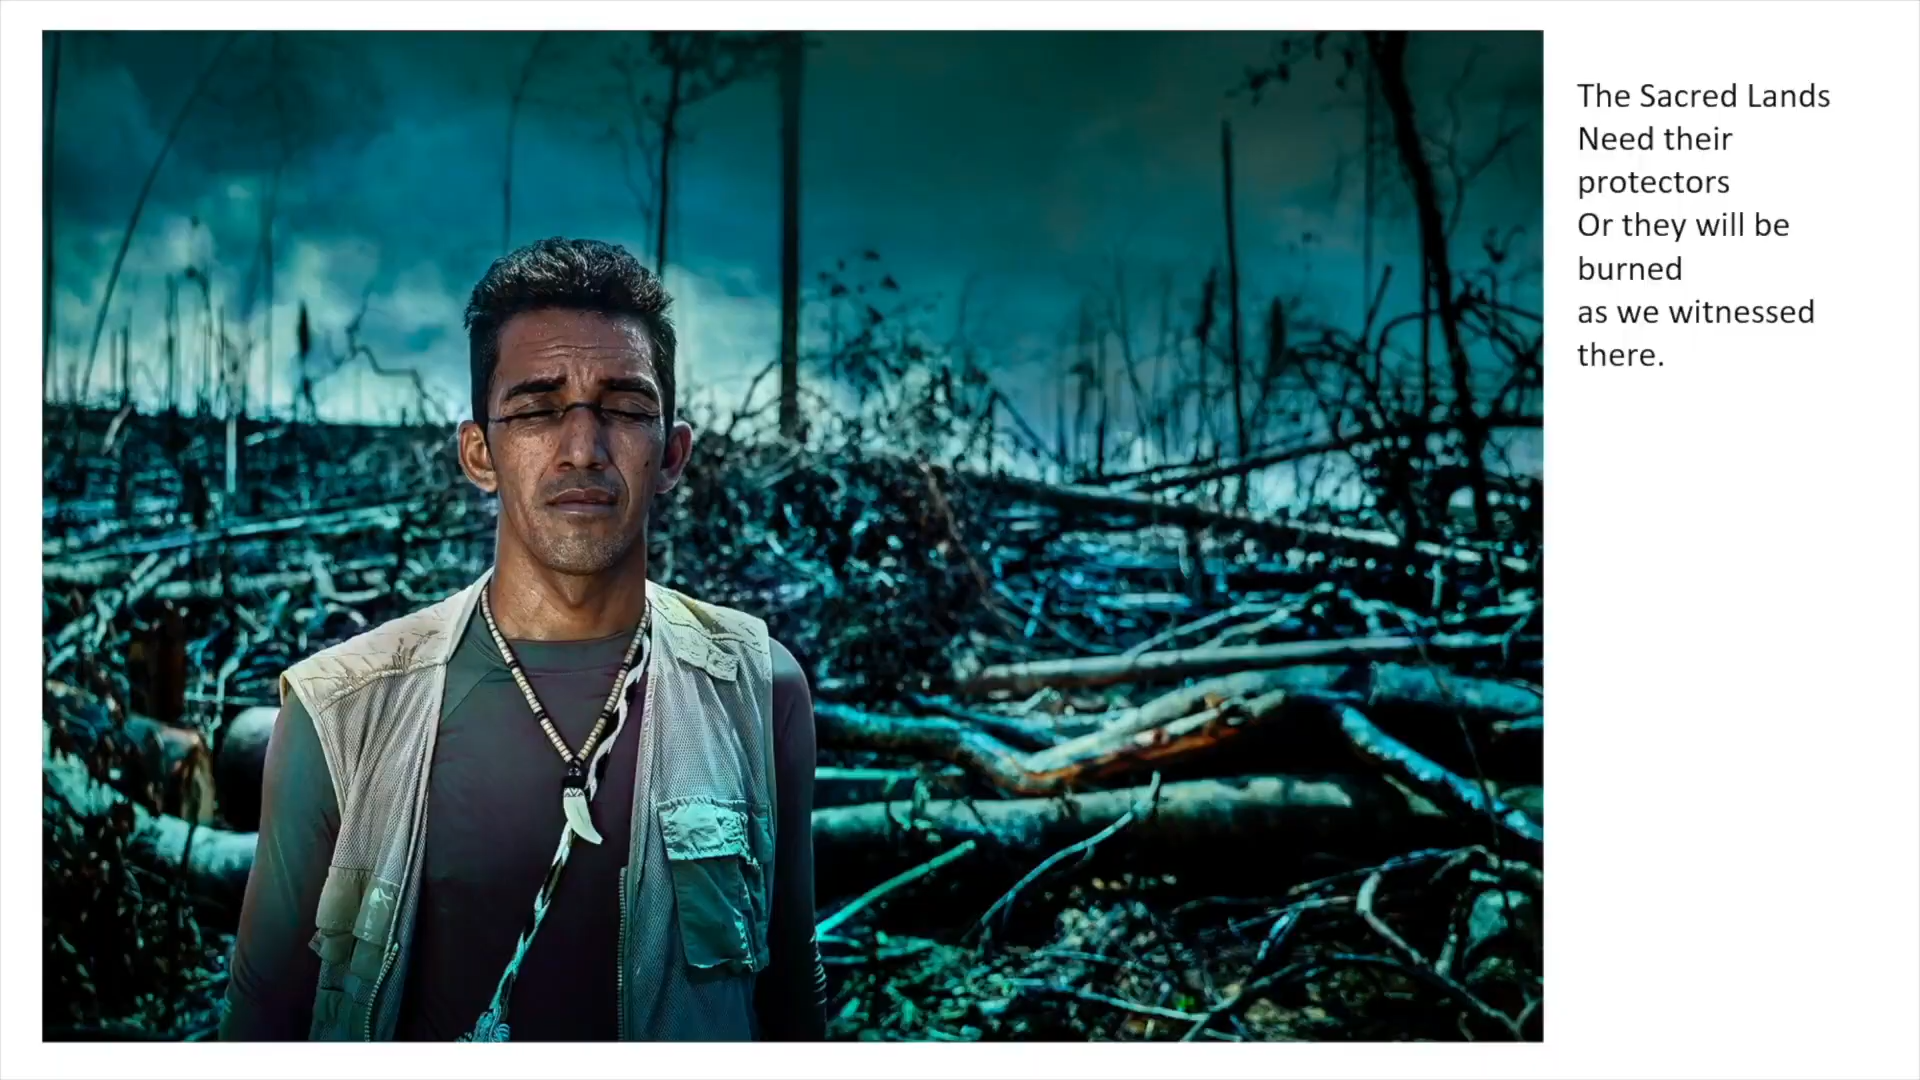 The Sacred Lands
Need their
protectors
Or they will be
burned
as we witnessed
there.